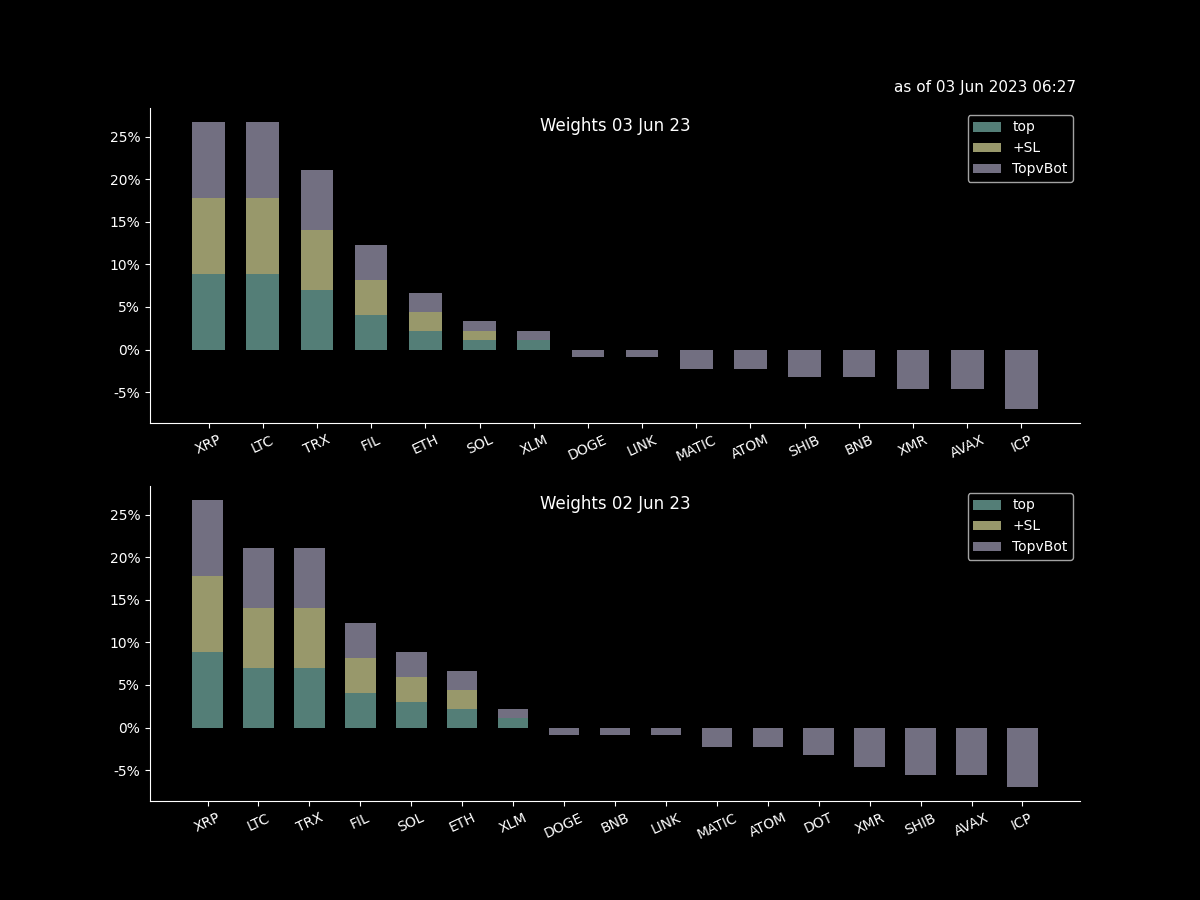 as of 03 Jun 2023 06:27
Weights 03 Jun 23
top
+SL
TopvBot
25%
20%
15%
10%
5%
0%
-5%
XRP LTC TRX FIL ETH SOL XLM DOGE LINK MATIC ATOM SHIB BNB XMR AVAX ICP
Weights 02 Jun 23
top
+SL
TopvBot
25%
20%
15%
10%
5%
0%
-5%
XRP LTC TRX FIL SOL ETH XLM DOGE BNB LINK MATIC ATOM DOT XMR SHIB AVAX ICP